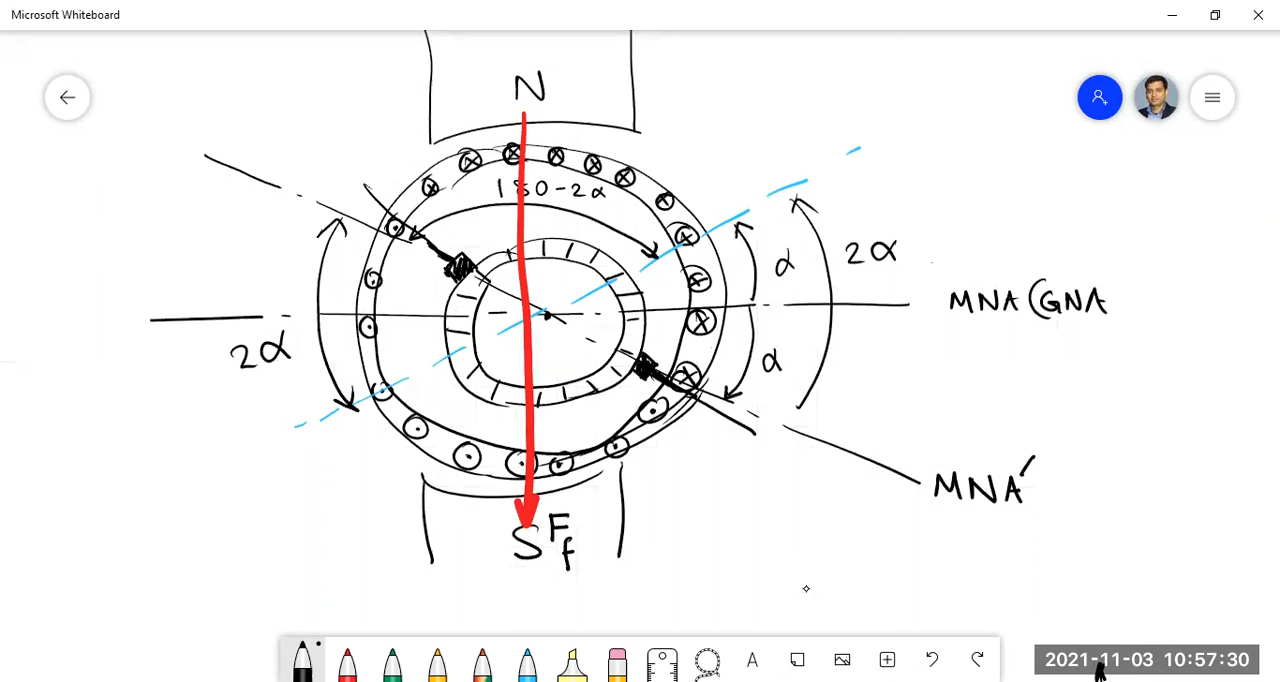 Microsoft Whiteboard
N
180-2α
α
2α
MNA (GNA
2α
α
MNA'
S Ff
A
2021-11-03 10:57:30